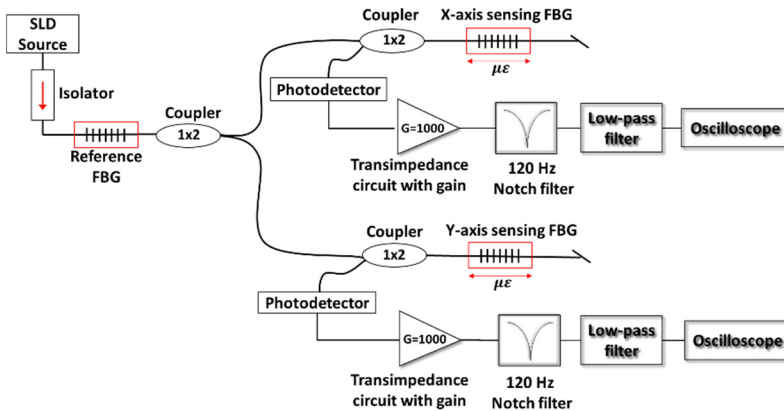 SLD
Source
Isolator
Reference
FBG
Coupler
1x2
Coupler
1x2
X-axis sensing FBG
με
Photodetector
G=1000
Transimpedance
circuit with gain
120 Hz
Notch filter
Low-pass
filter
Oscilloscope
Coupler
1x2
Y-axis sensing FBG
με
Photodetector
G=1000
Transimpedance
circuit with gain
120 Hz
Notch filter
Low-pass
filter
Oscilloscope